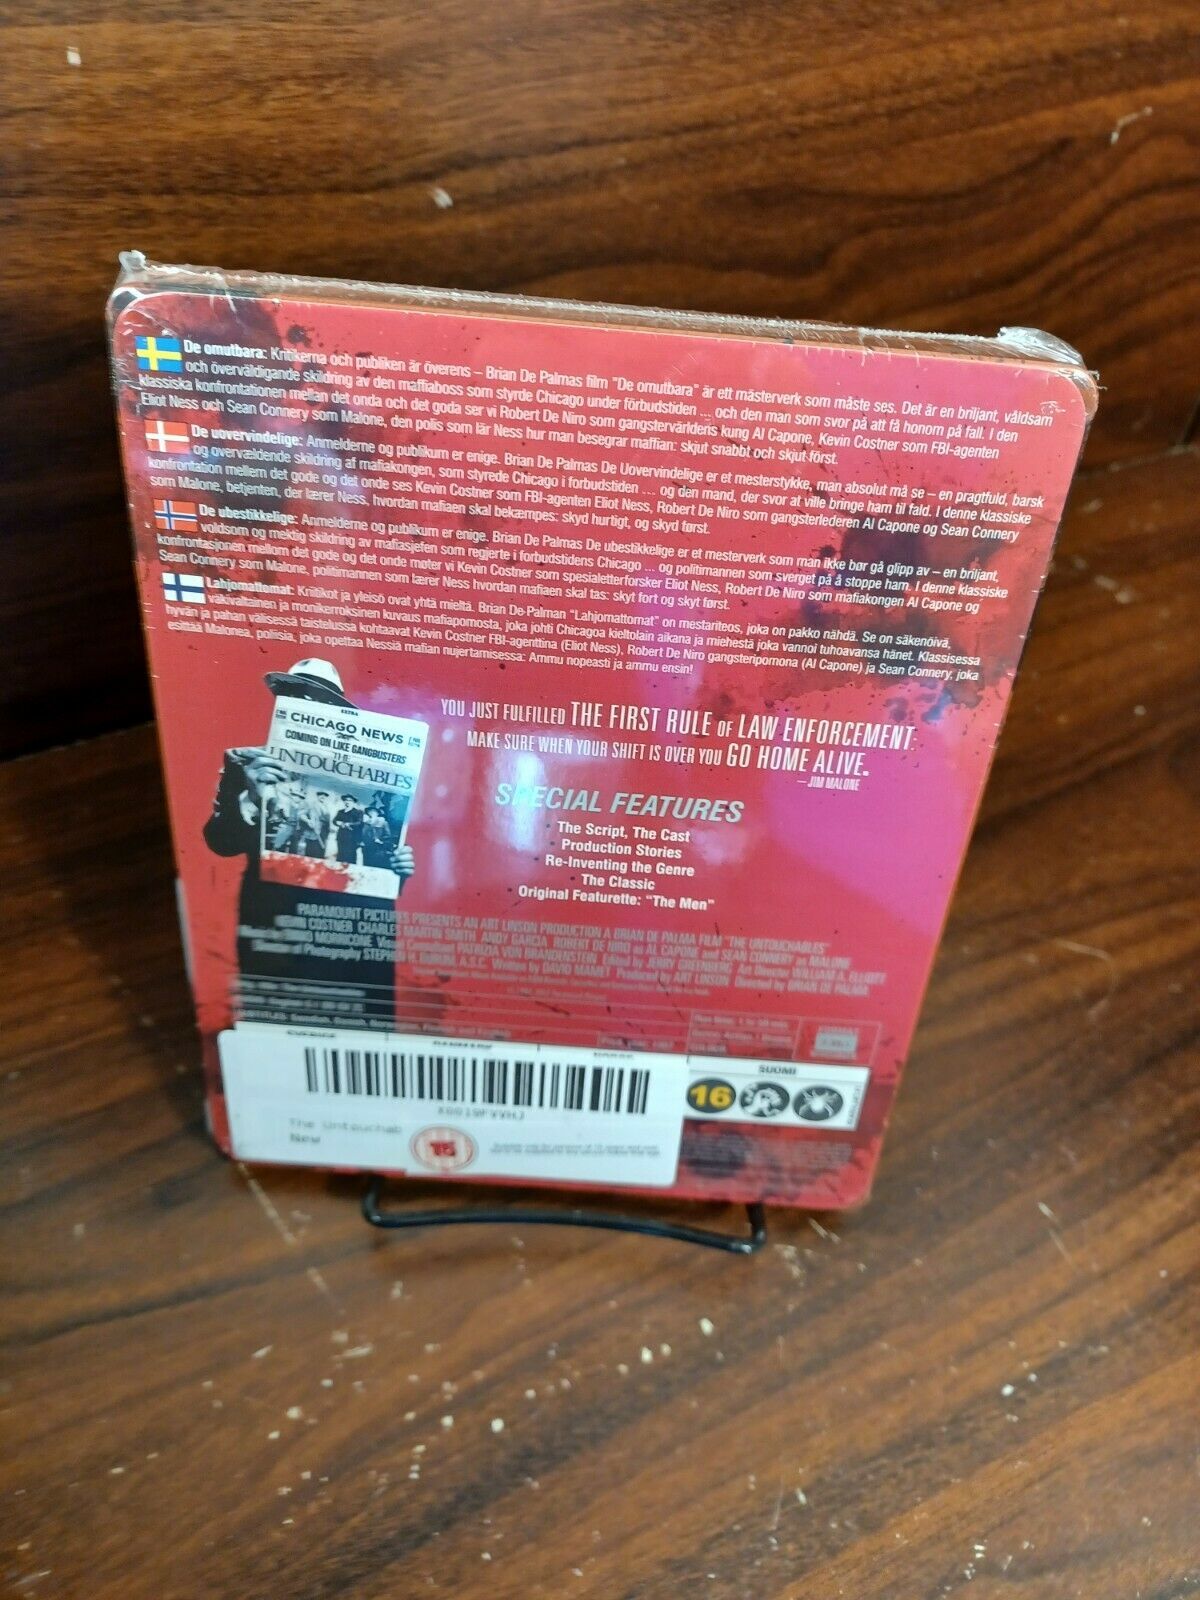 De omutbara: Kritikerna och publiken är överens – Brian De Palmas film "De omutbara" är ett mästerverk som måste ses. Det är en briljant, våldsam
och överväldigande skildring av den maffiaboss som styrde Chicago under förbudstiden ... och den man som svor på att få honom på fall. I den
klassiska konfrontationen mellan det onda och det goda ser vi Robert De Niro som gangstervärldens kung Al Capone, Kevin Costner som FBI-agenten
Eliot Ness och Sean Connery som Malone, den polis som lär Ness hur man besegrar maffian: skjut snabbt och skjut först.
De uovervindelige: Anmelderne og publikum er enige. Brian De Palmas De Uovervindelige er et mesterstykke, man absolut må se – en pragtfuld, barsk
og overvældende skildring af mafiakongen, som styrede Chicago i forbudstiden ... og den mand, der svor at ville bringe ham til fald. I denne klassiske
konfrontation mellem det gode og det onde ses Kevin Costner som FBI-agenten Eliot Ness, Robert De Niro som gangsterlederen Al Capone og Sean Connery
som Malone, betjenten, der lærer Ness, hvordan mafiaen skal bekæmpes: skyd hurtigt, og skyd først.
De ubestikkelige: Anmelderne og publikum er enige. Brian De Palmas De ubestikkelige er et mesterverk som man ikke bør gå glipp av – en briljant,
voldsom og mektig skildring av mafiasjefen som regjerte i forbudstidens Chicago ... og politimannen som sverget på å stoppe ham. I denne klassiske
konfrontasjonen mellom det gode og det onde møter vi Kevin Costner som spesialetterforsker Eliot Ness, Robert De Niro som mafiakongen Al Capone og
Sean Connery som Malone, politimannen som lærer Ness hvordan mafiaen skal tas: skyt fort og skyt først.
Lahjomattomat: Kritikot ja yleisö ovat yhtä mieltä. Brian De Palman "Lahjomattomat" on mestariteos, joka on pakko nähdä. Se on säkenöivä,
väkivaltainen ja monikerroksinen kuvaus mafiapomosta, joka johti Chicagoa kieltolain aikana ja miehestä joka vannoi tuhoavansa hänet. Klassisessa
hyvän ja pahan välisessä taistelussa kohtaavat Kevin Costner FBI-agenttina (Eliot Ness), Robert De Niro gangsteripomona (Al Capone) ja Sean Connery, joka
esittää Malonea, poliisia, joka opettaa Nessiä mafian nujertamisessa: Ammu nopeasti ja ammu ensin!
EXTRA
CHICAGO NEWS
COMING ON LIKE GANGBUSTERS
THE
UNTOUCHABLES
YOU JUST FULFILLED THE FIRST RULE OF LAW ENFORCEMENT:
MAKE SURE WHEN YOUR SHIFT IS OVER YOU GO HOME ALIVE.
—JIM MALONE
SPECIAL FEATURES
The Script, The Cast
Production Stories
Re-Inventing the Genre
The Classic
Original Featurette: "The Men"
PARAMOUNT PICTURES PRESENTS AN ART LINSON PRODUCTION A BRIAN DE PALMA FILM "THE UNTOUCHABLES"
KEVIN COSTNER CHARLES MARTIN SMITH ANDY GARCIA ROBERT DE NIRO AS AL CAPONE AND SEAN CONNERY AS MALONE
MORRICONE Visual Consultant PATRIZIA VON BRANDENSTEIN Edited by JERRY GREENBERG Art Director WILLIAM A. ELLIOTT
Photography STEPHEN H. BURUM, A.S.C. Written by DAVID MAMET Produced by ART LINSON Directed by BRIAN DE PALMA
SUOMI
16
X0019FVVHJ
The Untouchab
New
15